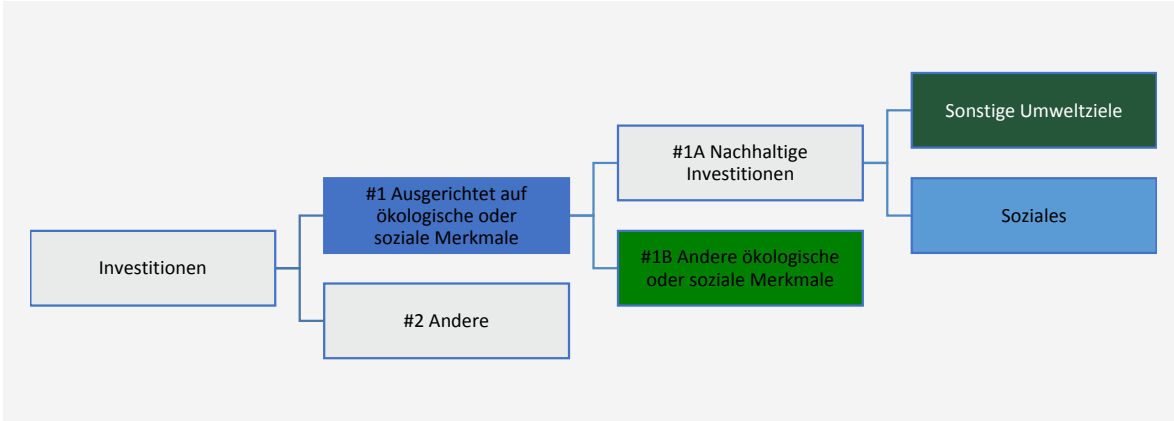 Investitionen
#1 Ausgerichtet auf
ökologische oder
soziale Merkmale
#2 Andere
#1A Nachhaltige
Investitionen
#1B Andere ökologische
oder soziale Merkmale
Sonstige Umweltziele
Soziales